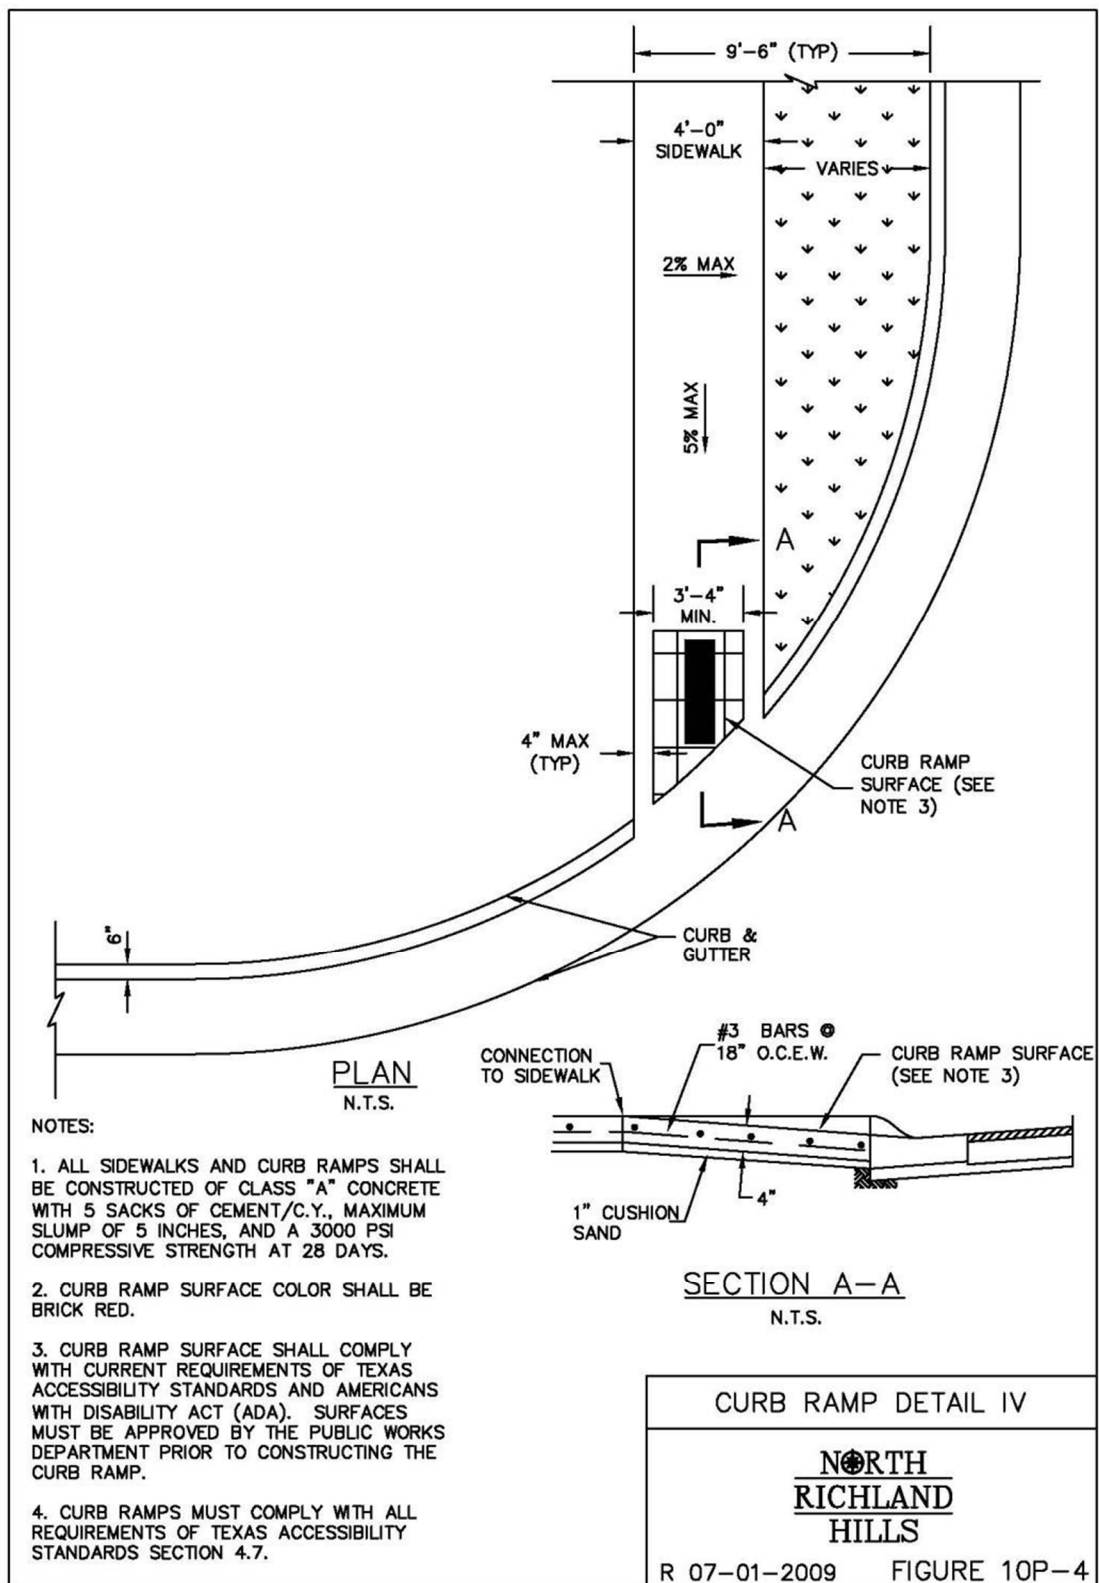 9'-6" (TYP)
4'-0"
SIDEWALK
VARIES
2% MAX
5% MAX
A
3'-4"
MIN.
4" MAX
(TYP)
CURB RAMP
SURFACE (SEE
NOTE 3)
A
6"
CURB &
GUTTER
PLAN
N.T.S.
#3 BARS @
18" O.C.E.W.
CONNECTION
TO SIDEWALK
CURB RAMP SURFACE
(SEE NOTE 3)
4"
1" CUSHION
SAND
SECTION A-A
N.T.S.
NOTES:
1. ALL SIDEWALKS AND CURB RAMPS SHALL
BE CONSTRUCTED OF CLASS "A" CONCRETE
WITH 5 SACKS OF CEMENT/C.Y., MAXIMUM
SLUMP OF 5 INCHES, AND A 3000 PSI
COMPRESSIVE STRENGTH AT 28 DAYS.
2. CURB RAMP SURFACE COLOR SHALL BE
BRICK RED.
3. CURB RAMP SURFACE SHALL COMPLY
WITH CURRENT REQUIREMENTS OF TEXAS
ACCESSIBILITY STANDARDS AND AMERICANS
WITH DISABILITY ACT (ADA). SURFACES
MUST BE APPROVED BY THE PUBLIC WORKS
DEPARTMENT PRIOR TO CONSTRUCTING THE
CURB RAMP.
4. CURB RAMPS MUST COMPLY WITH ALL
REQUIREMENTS OF TEXAS ACCESSIBILITY
STANDARDS SECTION 4.7.
CURB RAMP DETAIL IV
NORTH
RICHLAND
HILLS
R 07-01-2009 FIGURE 10P-4